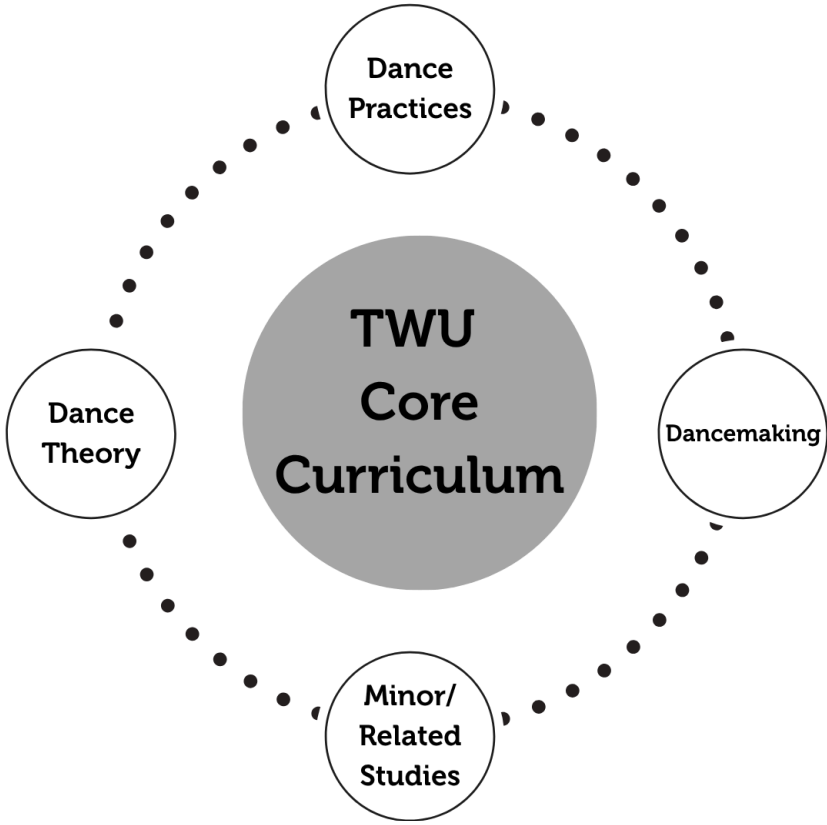 Dance
Practices
TWU
Core
Curriculum
Dance
Theory
Dancemaking
Minor/
Related
Studies